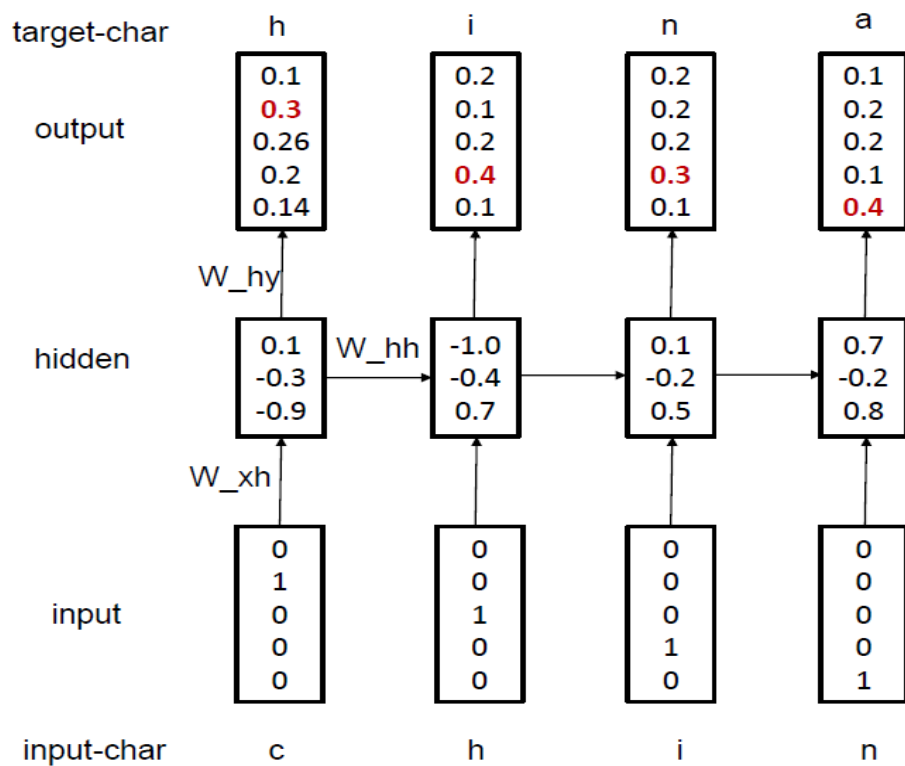 target-char h i n a
0.1 0.2 0.2 0.1
0.3 0.1 0.2 0.2
output 0.26 0.2 0.2 0.2
0.2 0.4 0.3 0.1
0.14 0.1 0.1 0.4
W_hy
hidden 0.1 W_hh -1.0 0.1 0.7
-0.3 -0.4 -0.2 -0.2
-0.9 0.7 0.5 0.8
W_xh
0 0 0 0
1 0 0 0
input 0 1 0 0
0 0 1 0
0 0 0 1
input-char c h i n